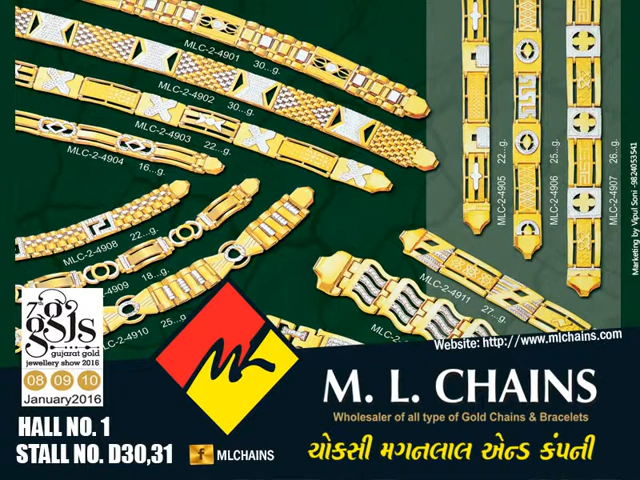 MLC-2-4901 30...g.
MLC-2-4902 30...g.
MLC-2-4903 22...g.
MLC-2-4904 16...g.
MLC-2-4905 22...g.
MLC-2-4906 25...g.
MLC-2-4907 26...g.
MLC-2-4908 22...g.
4909 18...g.
4910 25...g.
MLC-2-4911 27...g.
MLC-2-
Marketing by Vipul Soni -9824053541
Website: http://www.mlchains.com
ML
gjs
gujarat gold
jewellery show 2016
08 09 10
January2016
HALL NO. 1
STALL NO. D30,31
f MLCHAINS
M. L. CHAINS
Wholesaler of all type of Gold Chains & Bracelets
ચોકસી મગનલાલ એન્ડ કંપની